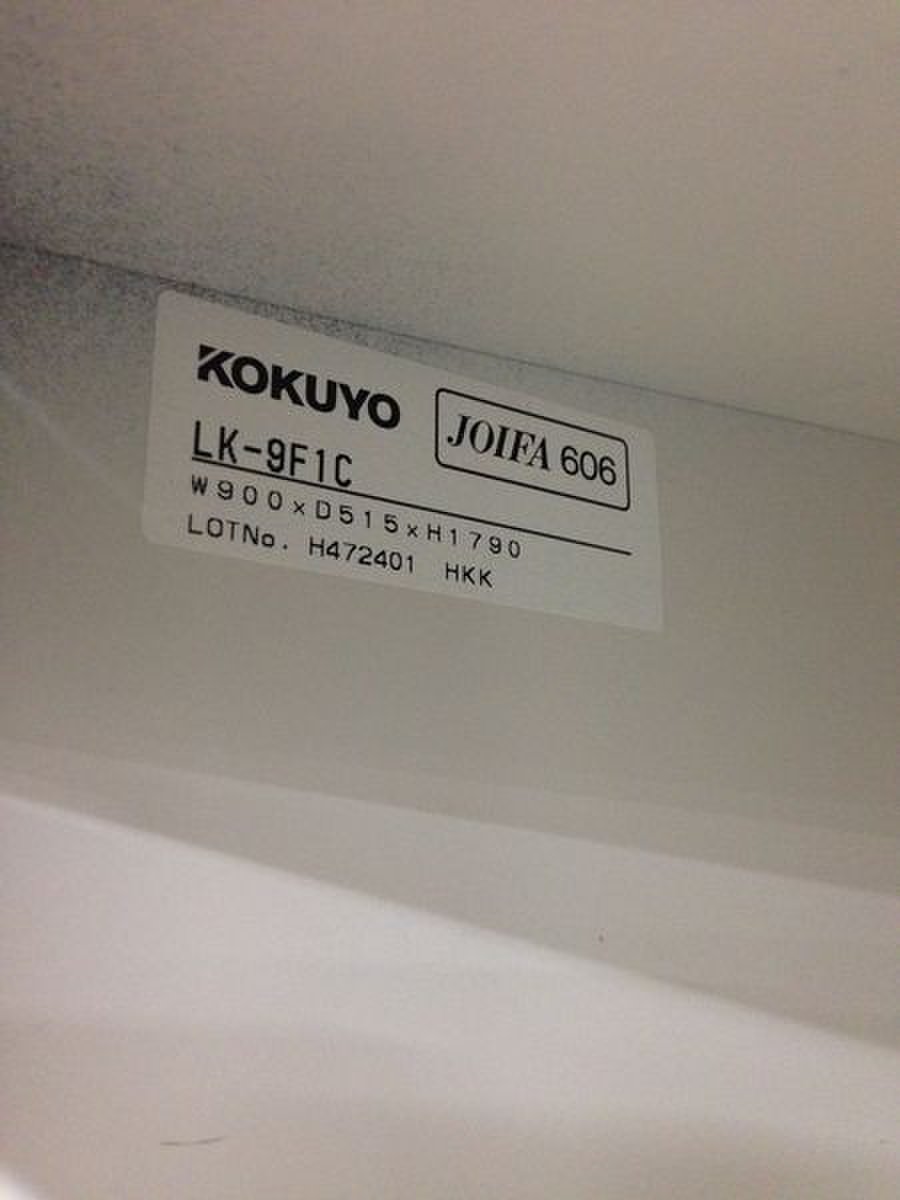 KOKUYO
JOIFA 606
LK-9F1C
W900×D515×H1790
LOTNo. H472401 HKK